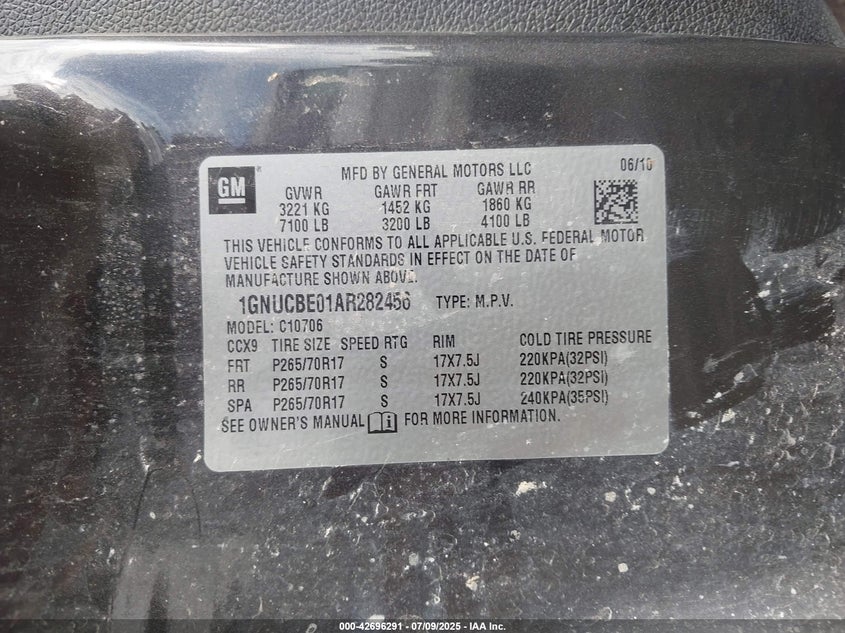 GM
MFD BY GENERAL MOTORS LLC
06/10
GVWR GAWR FRT GAWR RR
3221 KG 1452 KG 1860 KG
7100 LB 3200 LB 4100 LB
THIS VEHICLE CONFORMS TO ALL APPLICABLE U.S. FEDERAL MOTOR
VEHICLE SAFETY STANDARDS IN EFFECT ON THE DATE OF
MANUFACTURE SHOWN ABOVE.
1GNUCBE01AR282456 TYPE: M.P.V.
MODEL: C10706
CCX9 TIRE SIZE SPEED RTG RIM COLD TIRE PRESSURE
FRT P265/70R17 S 17X7.5J 220KPA(32PSI)
RR P265/70R17 S 17X7.5J 220KPA(32PSI)
SPA P265/70R17 S 17X7.5J 240KPA(35PSI)
SEE OWNER'S MANUAL FOR MORE INFORMATION.
000-42696291 / 07/09/2025 - IAA Inc.